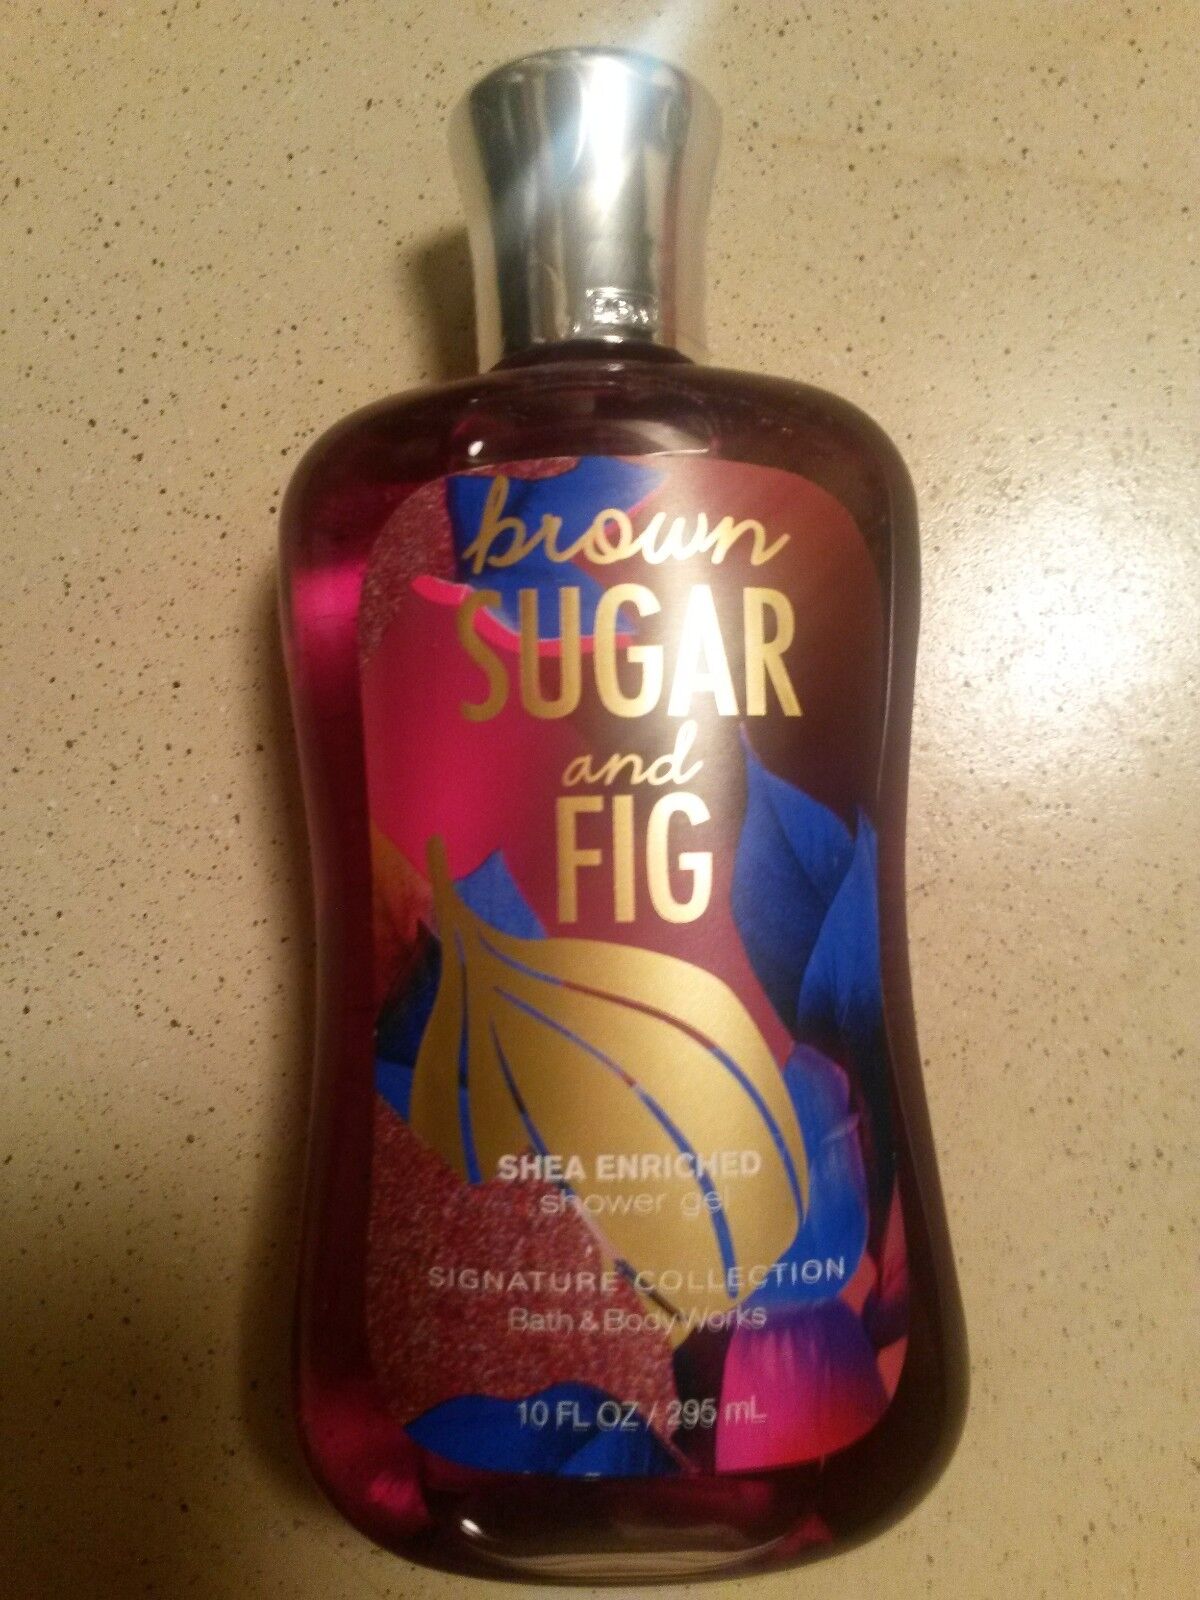 brown
SUGAR
and
FIG
SHEA ENRICHED
shower gel
SIGNATURE COLLECTION
Bath & Body Works
10 FL OZ / 295 mL